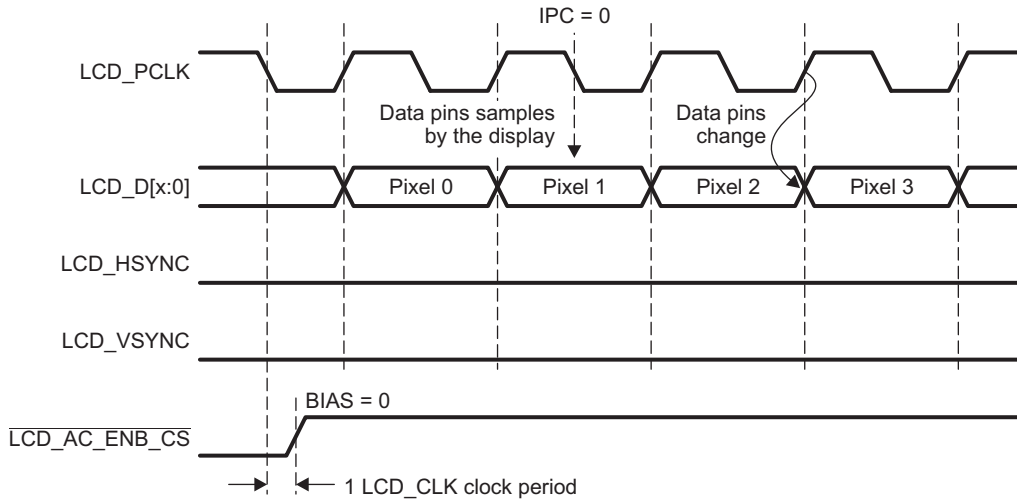 IPC = 0
LCD_PCLK
Data pins samples
by the display
Data pins
change
LCD_D[x:0]
Pixel 0
Pixel 1
Pixel 2
Pixel 3
LCD_HSYNC
LCD_VSYNC
BIAS = 0
LCD_AC_ENB_CS
1 LCD_CLK clock period